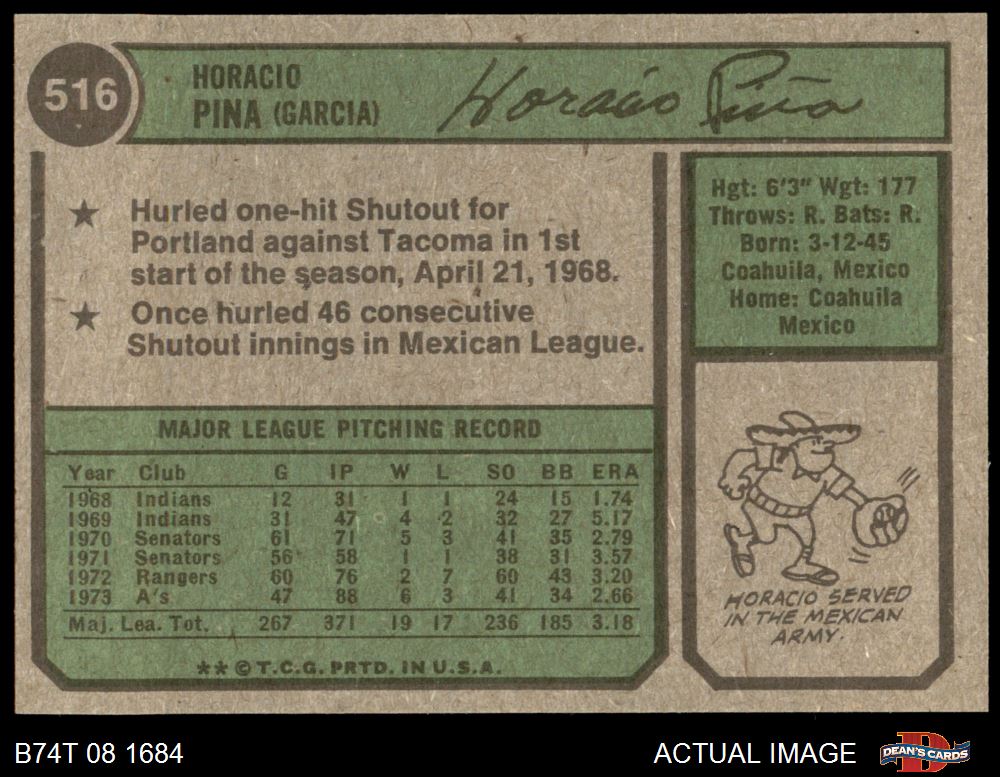 516
HORACIO
PINA (GARCIA)
Horacio Piña
★ Hurled one-hit Shutout for
Portland against Tacoma in 1st
start of the season, April 21, 1968.
★ Once hurled 46 consecutive
Shutout innings in Mexican League.
Hgt: 6'3" Wgt: 177
Throws: R. Bats: R.
Born: 3-12-45
Coahuila, Mexico
Home: Coahuila
Mexico
MAJOR LEAGUE PITCHING RECORD
Year Club G IP W L SO BB ERA
1968 Indians 12 31 1 1 24 15 1.74
1969 Indians 31 47 4 2 32 27 5.17
1970 Senators 61 71 5 3 41 35 2.79
1971 Senators 56 58 1 1 38 31 3.57
1972 Rangers 60 76 2 7 60 43 3.20
1973 A's 47 88 6 3 41 34 2.66
Maj. Lea. Tot. 267 371 19 17 236 185 3.18
** © T.C.G. PRTD. IN U.S.A.
HORACIO SERVED
IN THE MEXICAN
ARMY.
B74T 08 1684
ACTUAL IMAGE
DEAN'S CARDS